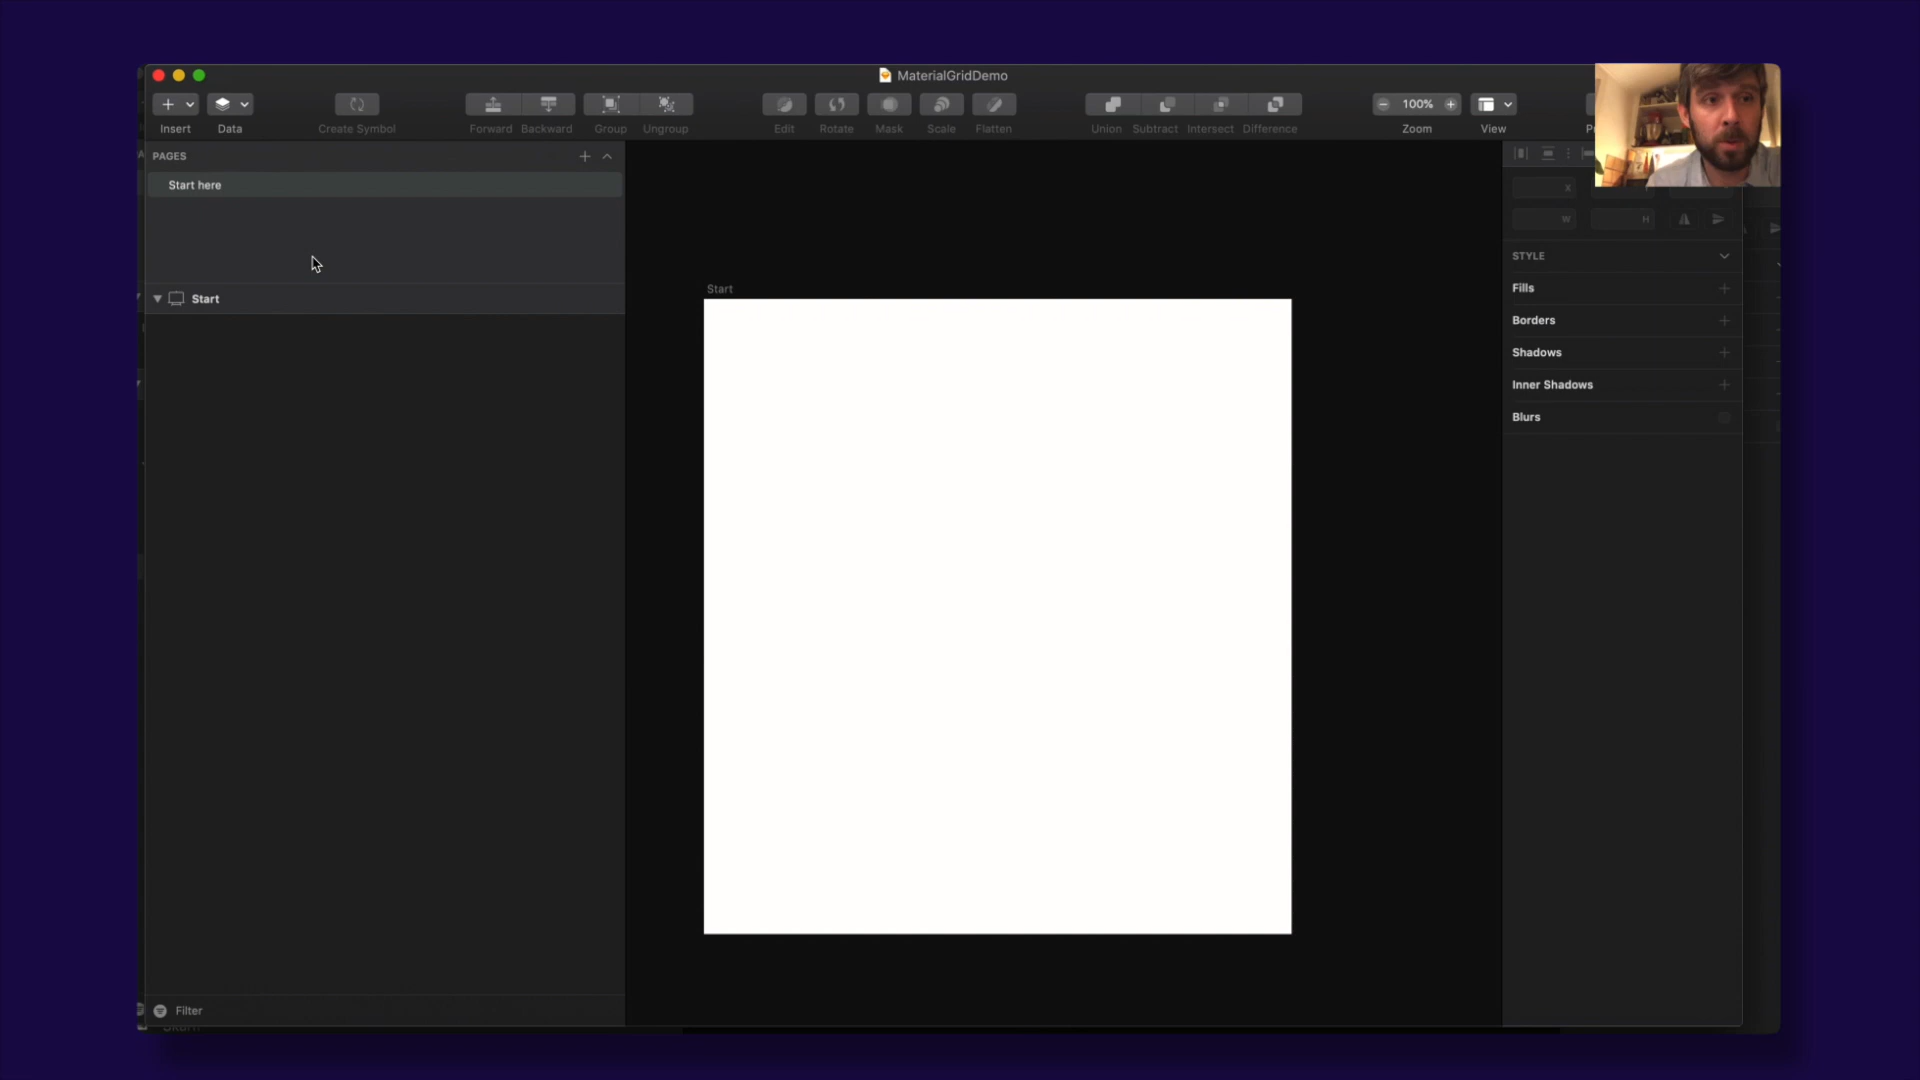 MaterialGridDemo
100%
Insert
Data
Create Symbol
Forward
Backward
Group
Ungroup
Edit
Rotate
Mask
Scale
Flatten
Union
Subtract
Intersect
Difference
Zoom
View
PAGES
Start here
Start
Start
X
W
H
STYLE
Fills
Borders
Shadows
Inner Shadows
Blurs
Filter